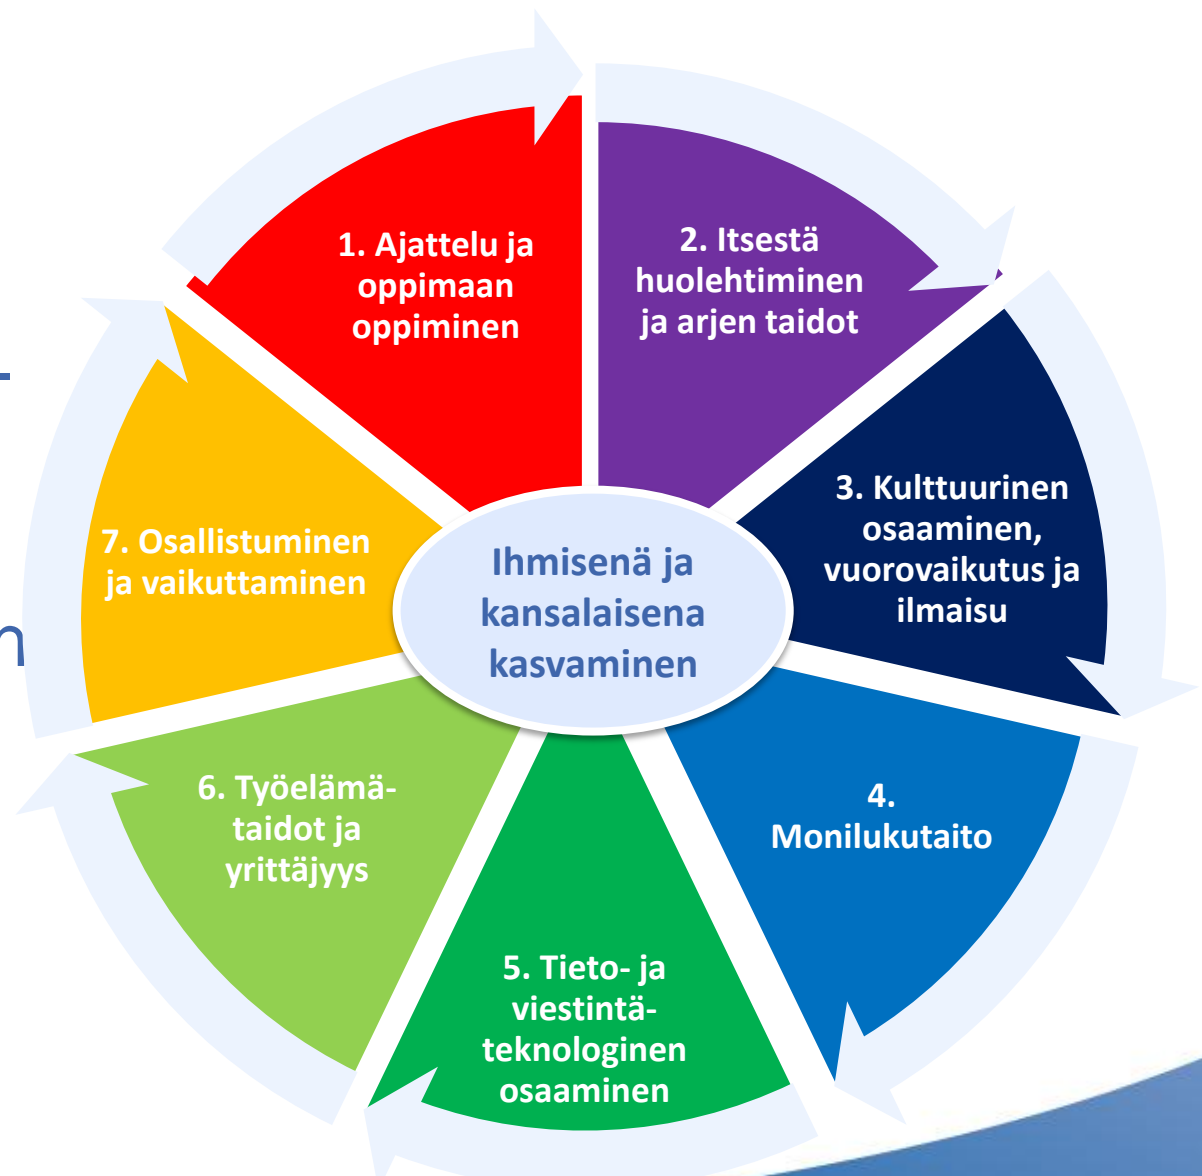 1. Ajattelu ja
oppimaan
oppiminen
2. Itsestä
huolehtiminen
ja arjen taidot
3. Kulttuurinen
osaaminen,
vuorovaikutus ja
ilmaisu
4.
Monilukutaito
5. Tieto- ja
viestintä-
teknologinen
osaaminen
6. Työelämä-
taidot ja
yrittäjyys
7. Osallistuminen
ja vaikuttaminen
Ihmisenä ja
kansalaisena
kasvaminen